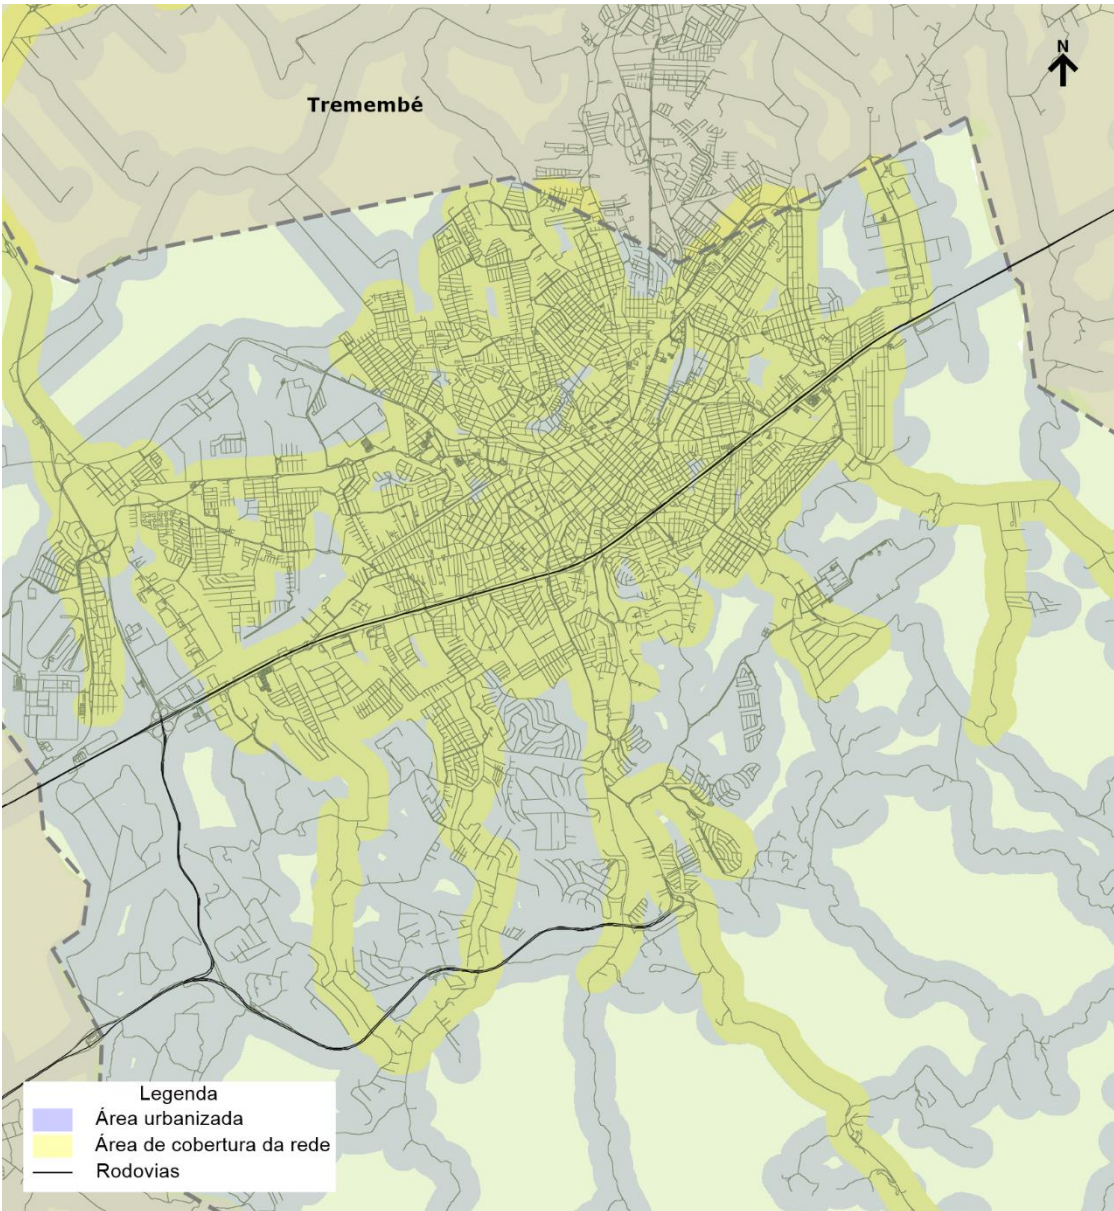 N
Tremembé
Legenda
Área urbanizada
Área de cobertura da rede
Rodovias